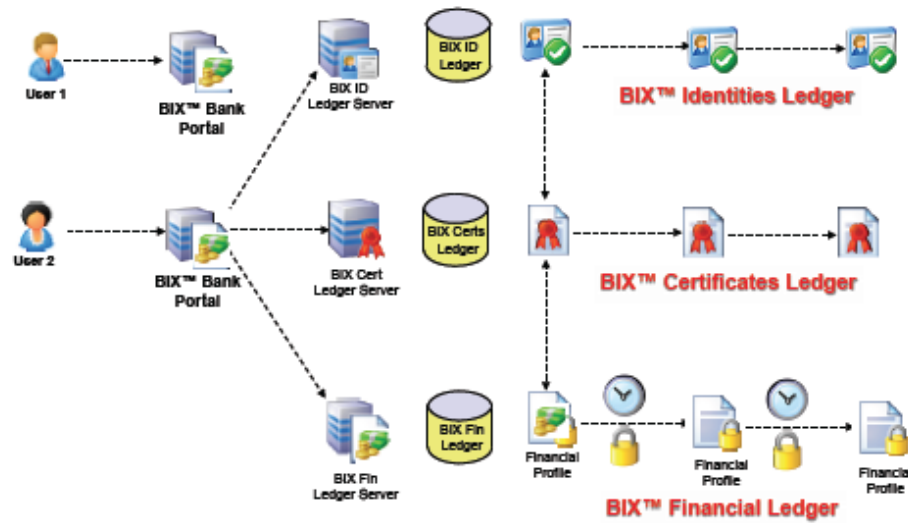 User 1
BIX™ Bank
Portal
BIX ID
Ledger Server
BIX ID
Ledger
BIX™ Identities Ledger
User 2
BIX™ Bank
Portal
BIX Cert
Ledger Server
BIX Certs
Ledger
BIX™ Certificates Ledger
BIX Fin
Ledger Server
BIX Fin
Ledger
Financial
Profile
Financial
Profile
Financial
Profile
BIX™ Financial Ledger